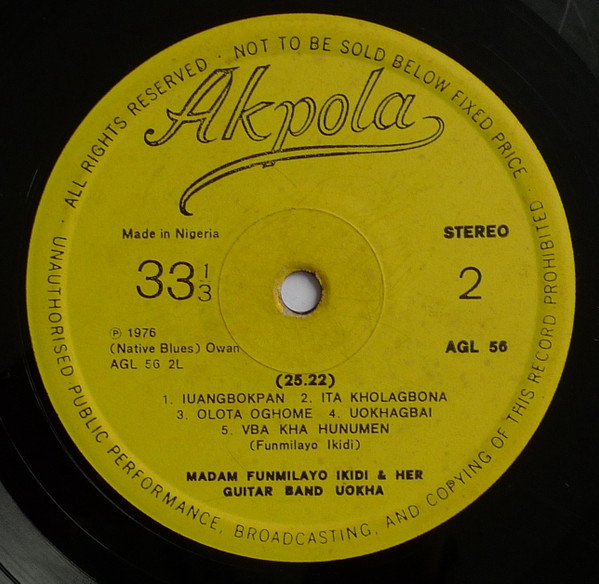 UNAUTHORISED PUBLIC PERFORMANCE, BROADCASTING, AND COPYING OF THIS RECORD PROHIBITED · ALL RIGHTS RESERVED · NOT TO BE SOLD BELOW FIXED PRICE ·
Akpola
Made in Nigeria
STEREO
33 1/3
2
Ⓟ 1976
(Native Blues) Owan
AGL 56 2L
AGL 56
(25.22)
1. IUANGBOKPAN 2. ITA KHOLAGBONA
3. OLOTA OGHOME 4. UOKHAGBAI
5. VBA KHA HUNUMEN
(Funmilayo Ikidi)
MADAM FUNMILAYO IKIDI & HER
GUITAR BAND UOKHA